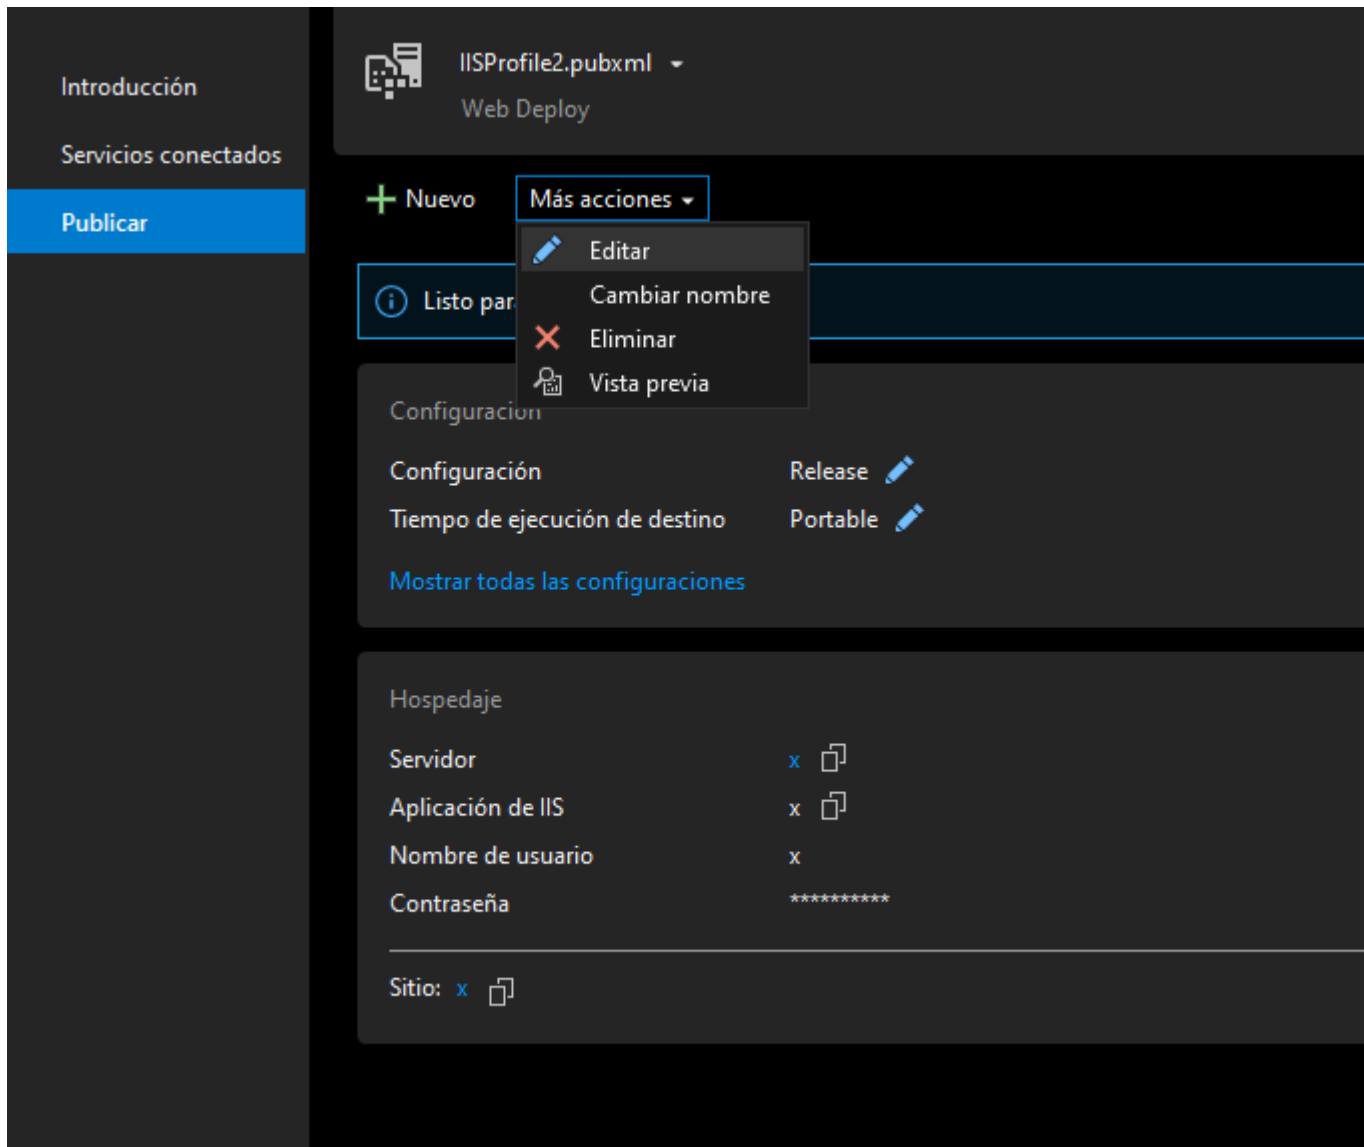 Introducción
Servicios conectados
Publicar
IISProfile2.pubxml
Web Deploy
Nuevo
Más acciones
Editar
Cambiar nombre
Eliminar
Vista previa
Listo
Configuración
Configuración Release
Tiempo de ejecución de destino Portable
Mostrar todas las configuraciones
Hospedaje
Servidor x
Aplicación de IIS x
Nombre de usuario x
Contraseña **********
Sitio: x